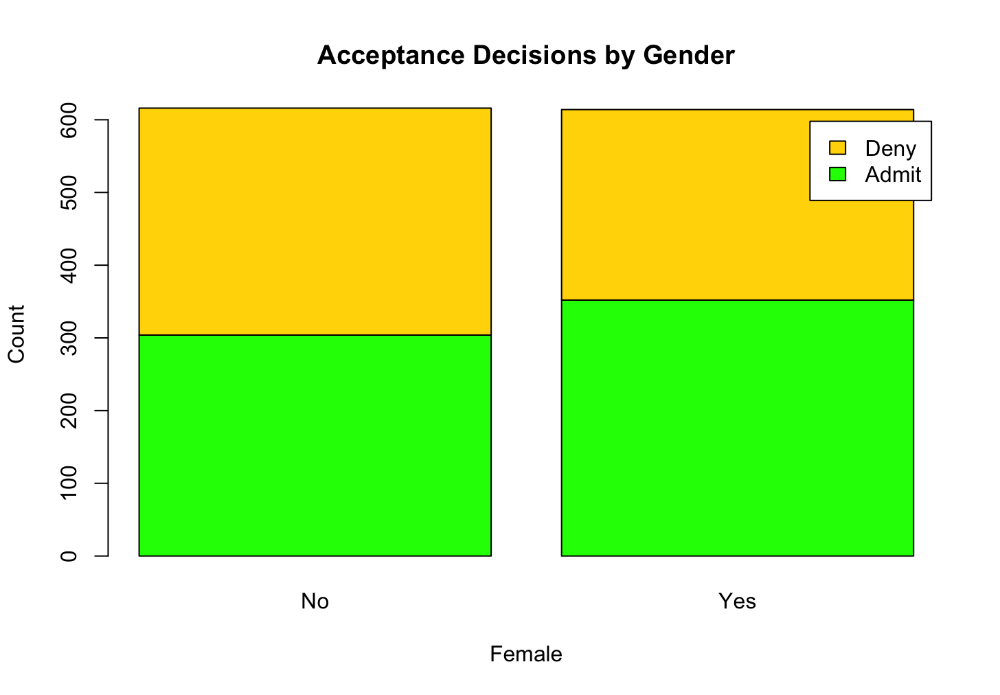 Acceptance Decisions by Gender
600
500
400
300
200
100
0
Count
Deny
Admit
No
Yes
Female